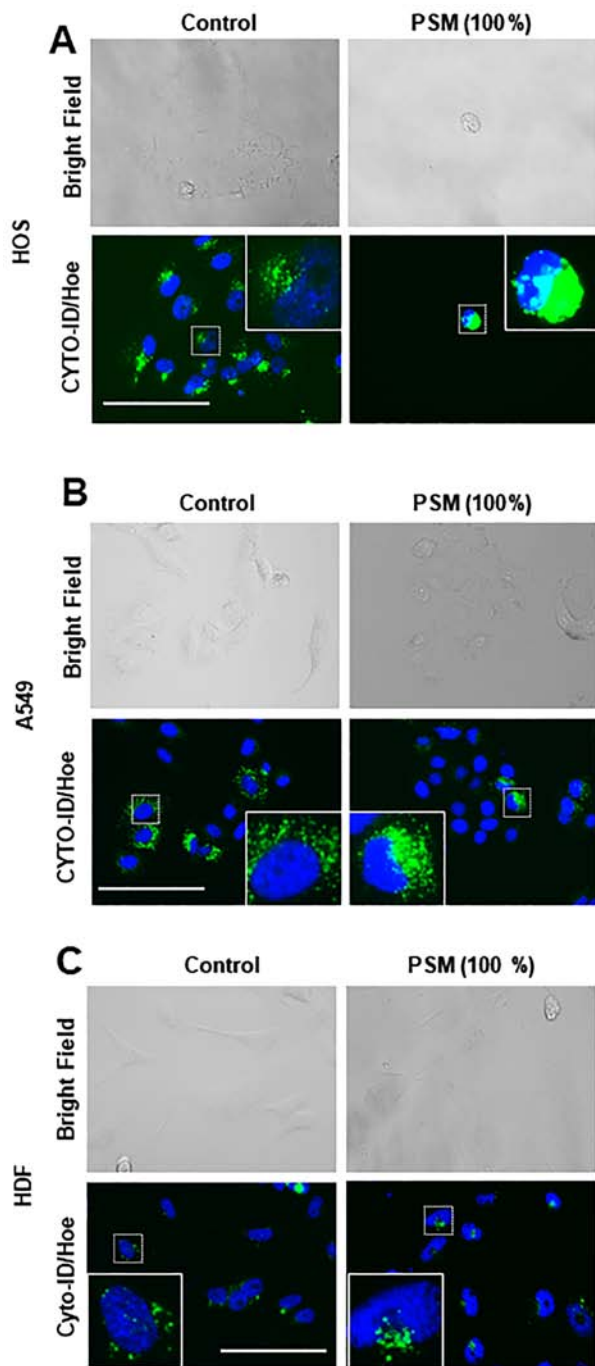 A
Control
PSM (100%)
Bright Field
HOS
CYTO-ID/Hoe
B
Control
PSM (100%)
Bright Field
A549
CYTO-ID/Hoe
C
Control
PSM (100 %)
Bright Field
HDF
Cyto-ID/Hoe